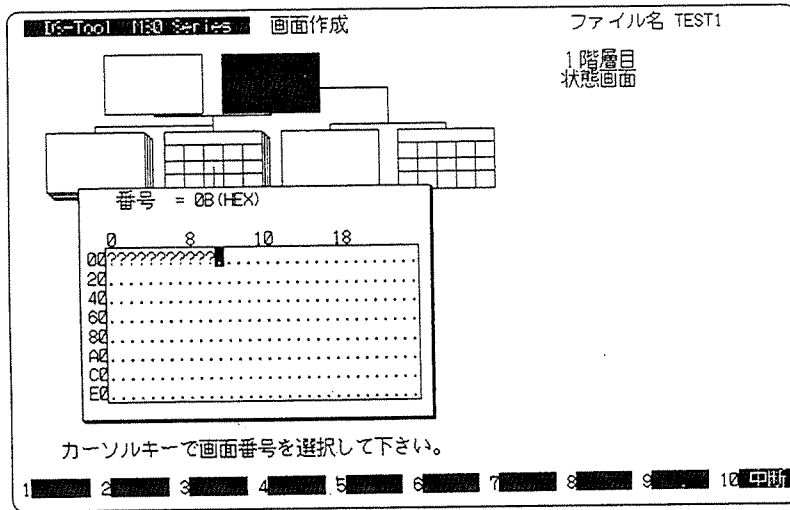 DS-Tool M30 Series 画面作成 ファイル名 TEST1
1階層目
状態画面
番号 = 0B(HEX)
0 8 10 18
00???????????.....................
20................................
40................................
60................................
80................................
A0................................
C0................................
E0................................
カーソルキーで画面番号を選択して下さい。
1 2 3 4 5 6 7 8 9 10 中断